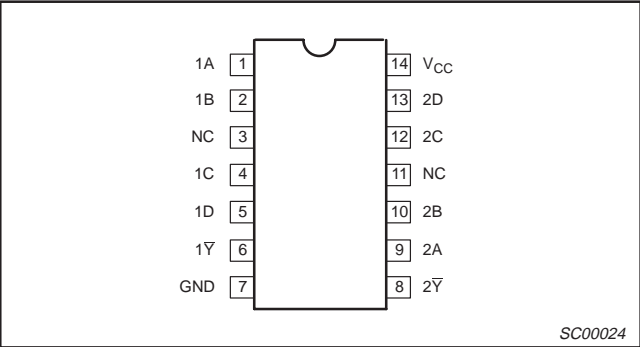 1A 1 14 VCC
1B 2 13 2D
NC 3 12 2C
1C 4 11 NC
1D 5 10 2B
1Y̅ 6 9 2A
GND 7 8 2Y̅
SC00024